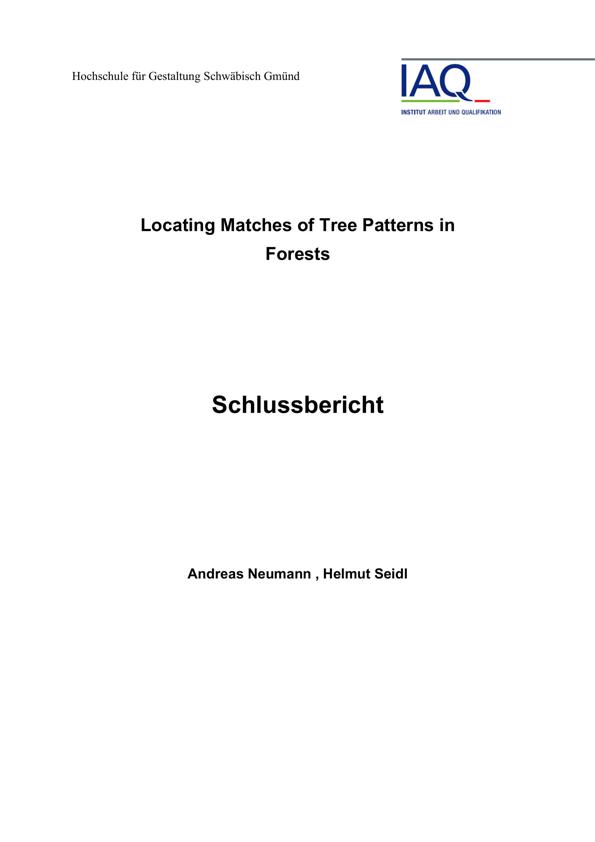 Hochschule für Gestaltung Schwäbisch Gmünd
IAQ
INSTITUT ARBEIT UND QUALIFIKATION
Locating Matches of Tree Patterns in
Forests
Schlussbericht
Andreas Neumann , Helmut Seidl